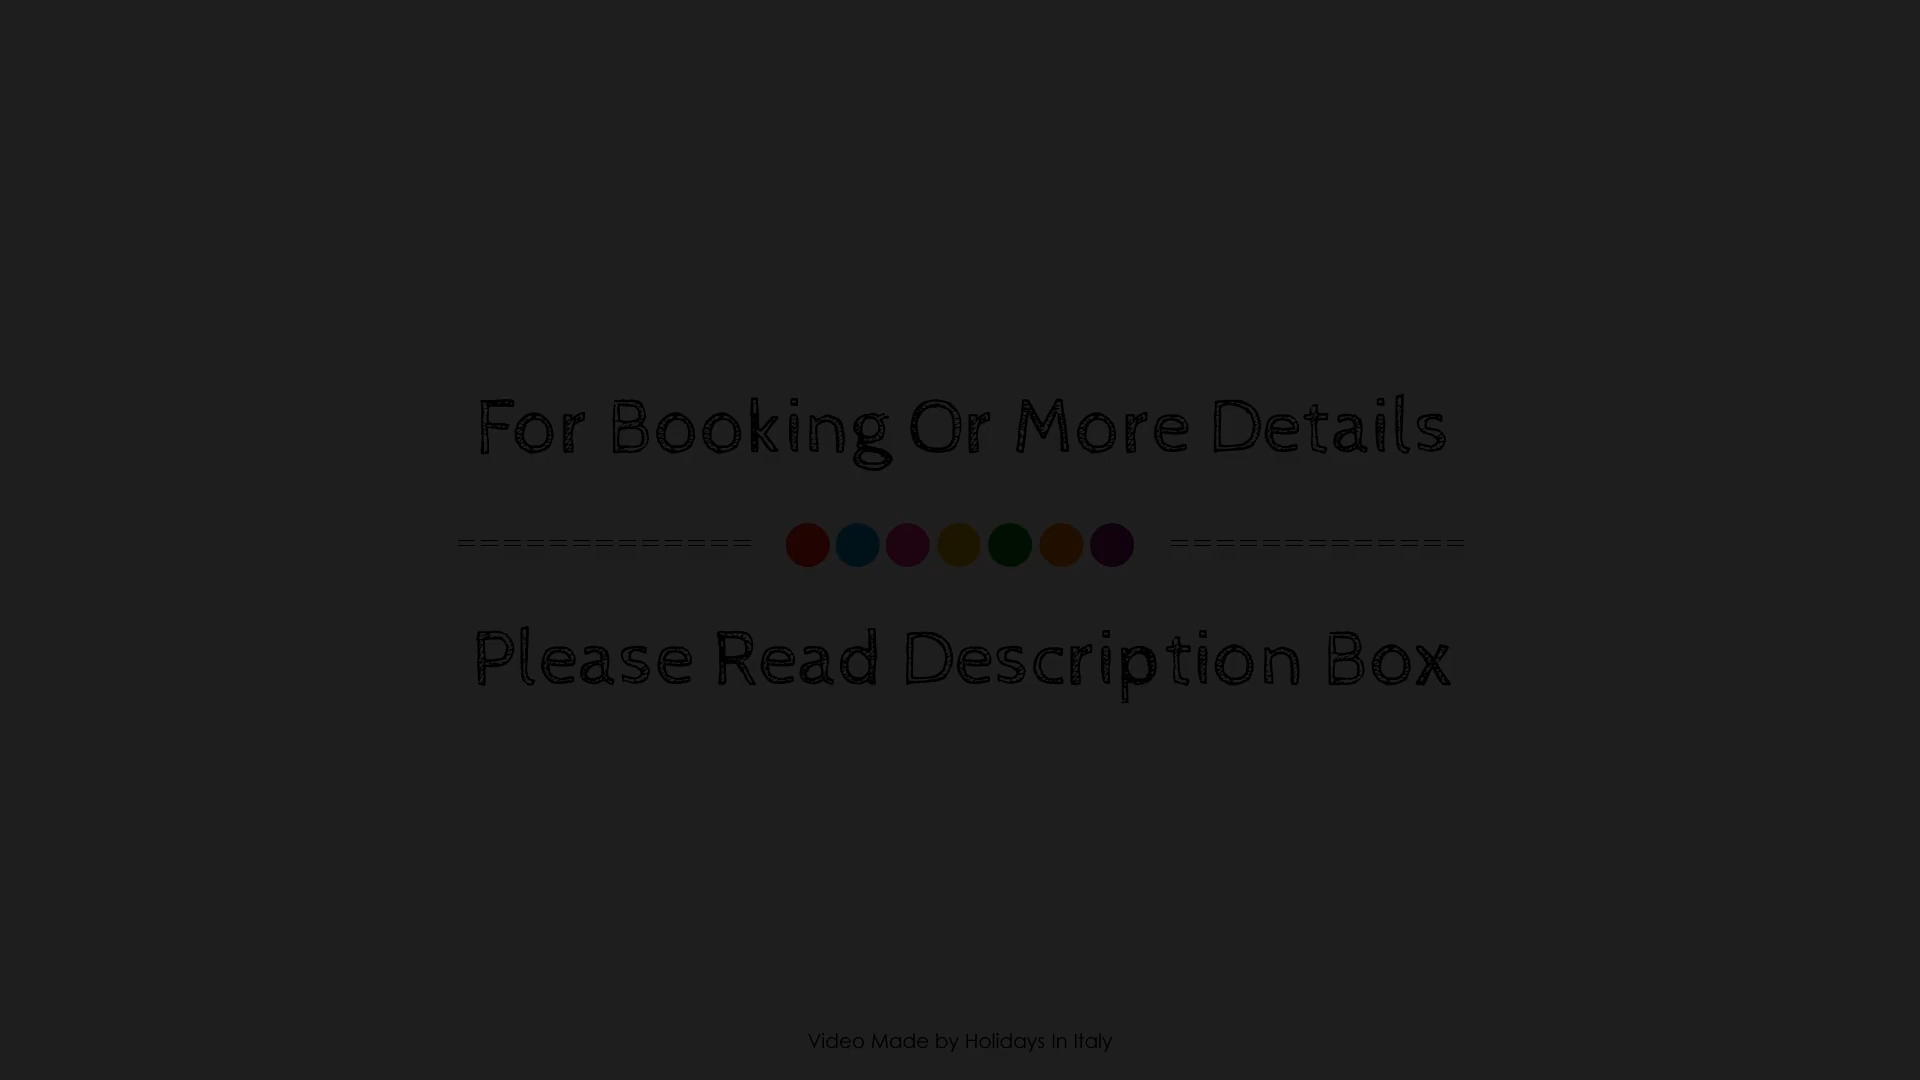 For Booking Or More Details
============= =============
Please Read Description Box
Video Made by Holidays In Italy